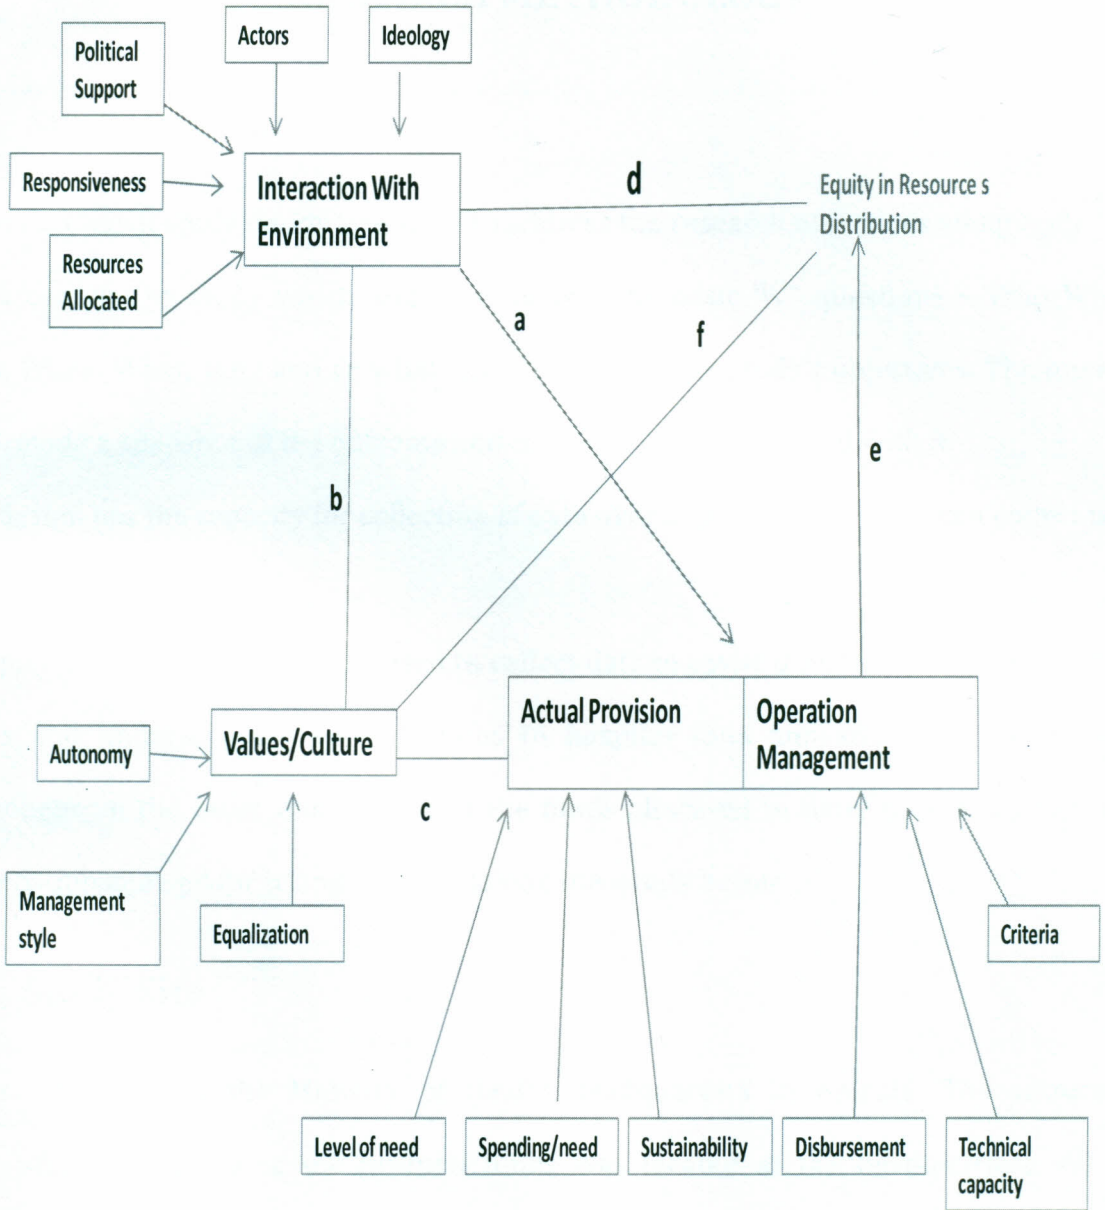 Actors
Ideology
Political
Support
Responsiveness
Interaction With
Environment
d
Equity in Resource s
Distribution
Resources
Allocated
a
f
b
e
Autonomy
Values/Culture
Actual Provision
Operation
Management
c
Management
style
Equalization
Criteria
Level of need
Spending/need
Sustainability
Disbursement
Technical
capacity